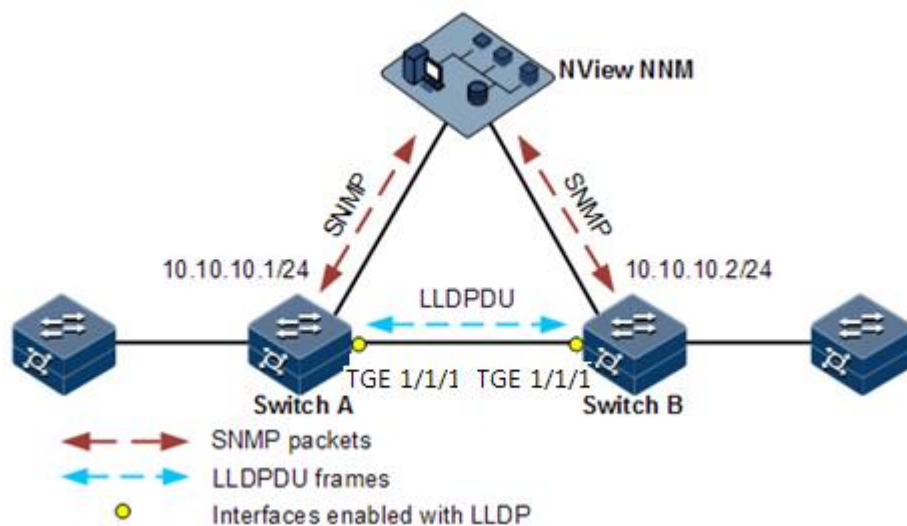 NView NNM
SNMP
SNMP
10.10.10.1/24
10.10.10.2/24
LLDPDU
TGE 1/1/1
TGE 1/1/1
Switch A
Switch B
SNMP packets
LLDPDU frames
Interfaces enabled with LLDP